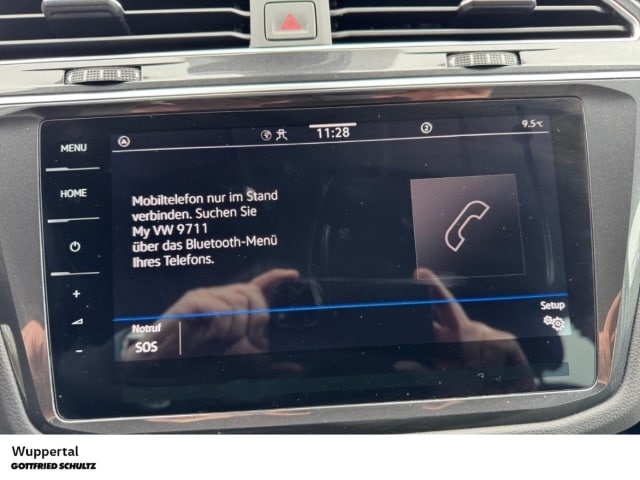 MENU
HOME
11:28
2
9.5°C
Mobiltelefon nur im Stand
verbinden. Suchen Sie
My VW 9711
über das Bluetooth-Menü
Ihres Telefons.
Setup
Notruf
SOS
+
-
Wuppertal
GOTTFRIED SCHULTZ